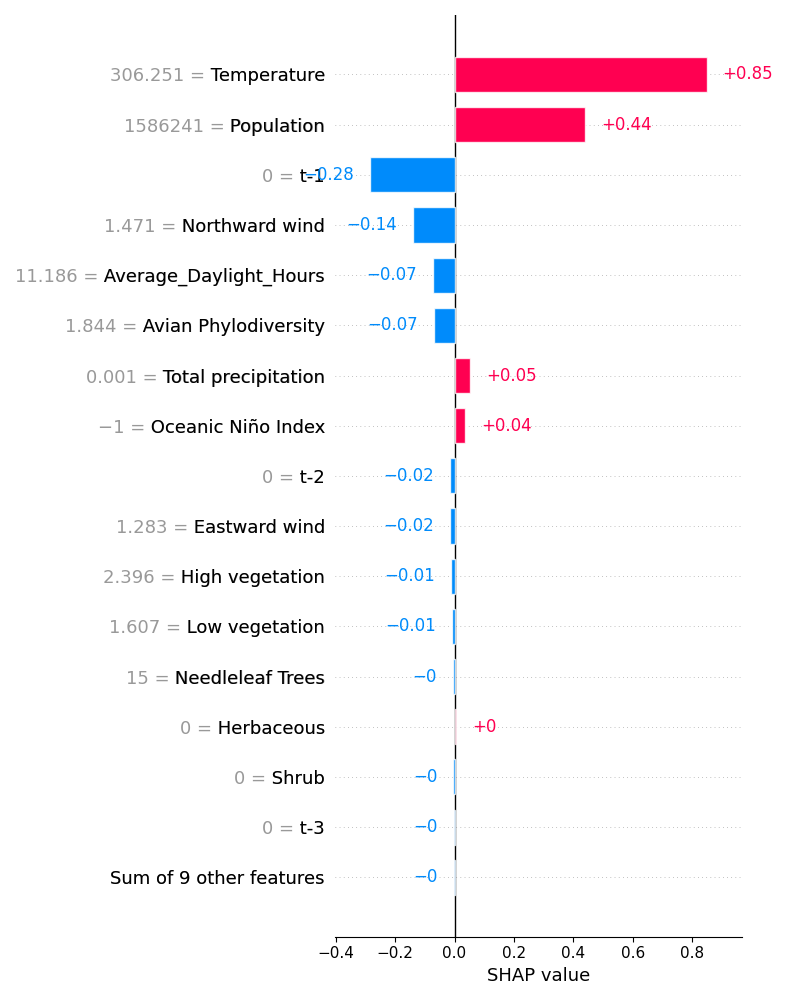 306.251 = Temperature +0.85
1586241 = Population +0.44
0 = t-1 −0.28
1.471 = Northward wind −0.14
11.186 = Average_Daylight_Hours −0.07
1.844 = Avian Phylodiversity −0.07
0.001 = Total precipitation +0.05
−1 = Oceanic Niño Index +0.04
0 = t-2 −0.02
1.283 = Eastward wind −0.02
2.396 = High vegetation −0.01
1.607 = Low vegetation −0.01
15 = Needleleaf Trees −0
0 = Herbaceous +0
0 = Shrub −0
0 = t-3 −0
Sum of 9 other features −0
−0.4 −0.2 0.0 0.2 0.4 0.6 0.8
SHAP value